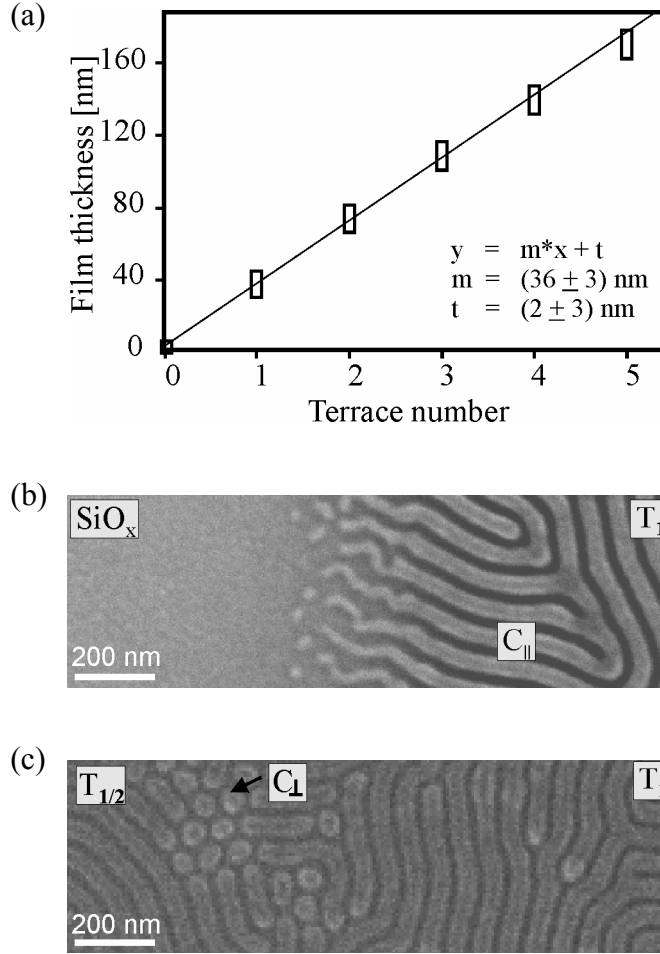 (a)
Film thickness [nm]
160
120
80
40
0
0 1 2 3 4 5
Terrace number
y = m*x + t
m = (36 ± 3) nm
t = (2 ± 3) nm
(b)
SiOx
T1
C||
200 nm
(c)
T1/2
C⊥
200 nm